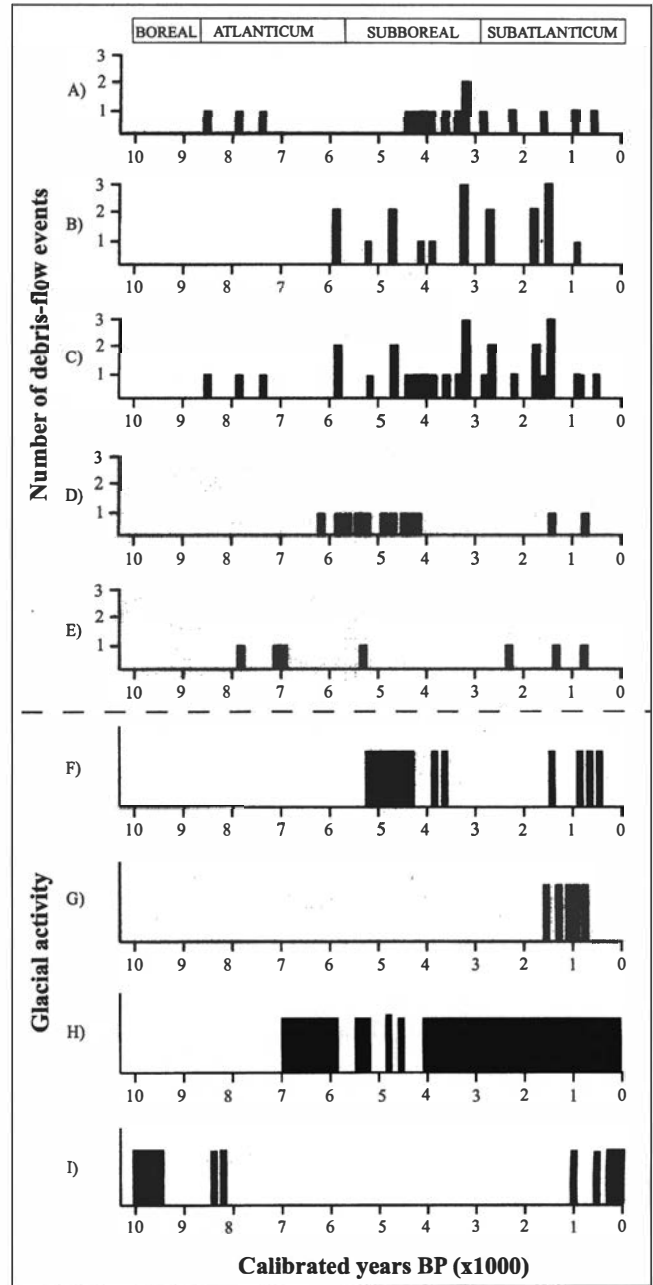 BOREAL ATLANTICUM SUBBOREAL SUBATLANTICUM
Number of debris-flow events
A)
3
2
1
10 9 8 7 6 5 4 3 2 1 0
B)
3
2
1
10 9 8 7 6 5 4 3 2 1 0
C)
3
2
1
10 9 8 7 6 5 4 3 2 1 0
D)
3
2
1
10 9 8 7 6 5 4 3 2 1 0
E)
3
2
1
10 9 8 7 6 5 4 3 2 1 0
Glacial activity
F)
10 9 8 7 6 5 4 3 2 1 0
G)
10 9 8 7 6 5 4 3 2 1 0
H)
10 9 8 7 6 5 4 3 2 1 0
I)
10 9 8 7 6 5 4 3 2 1 0
Calibrated years BP (x1000)